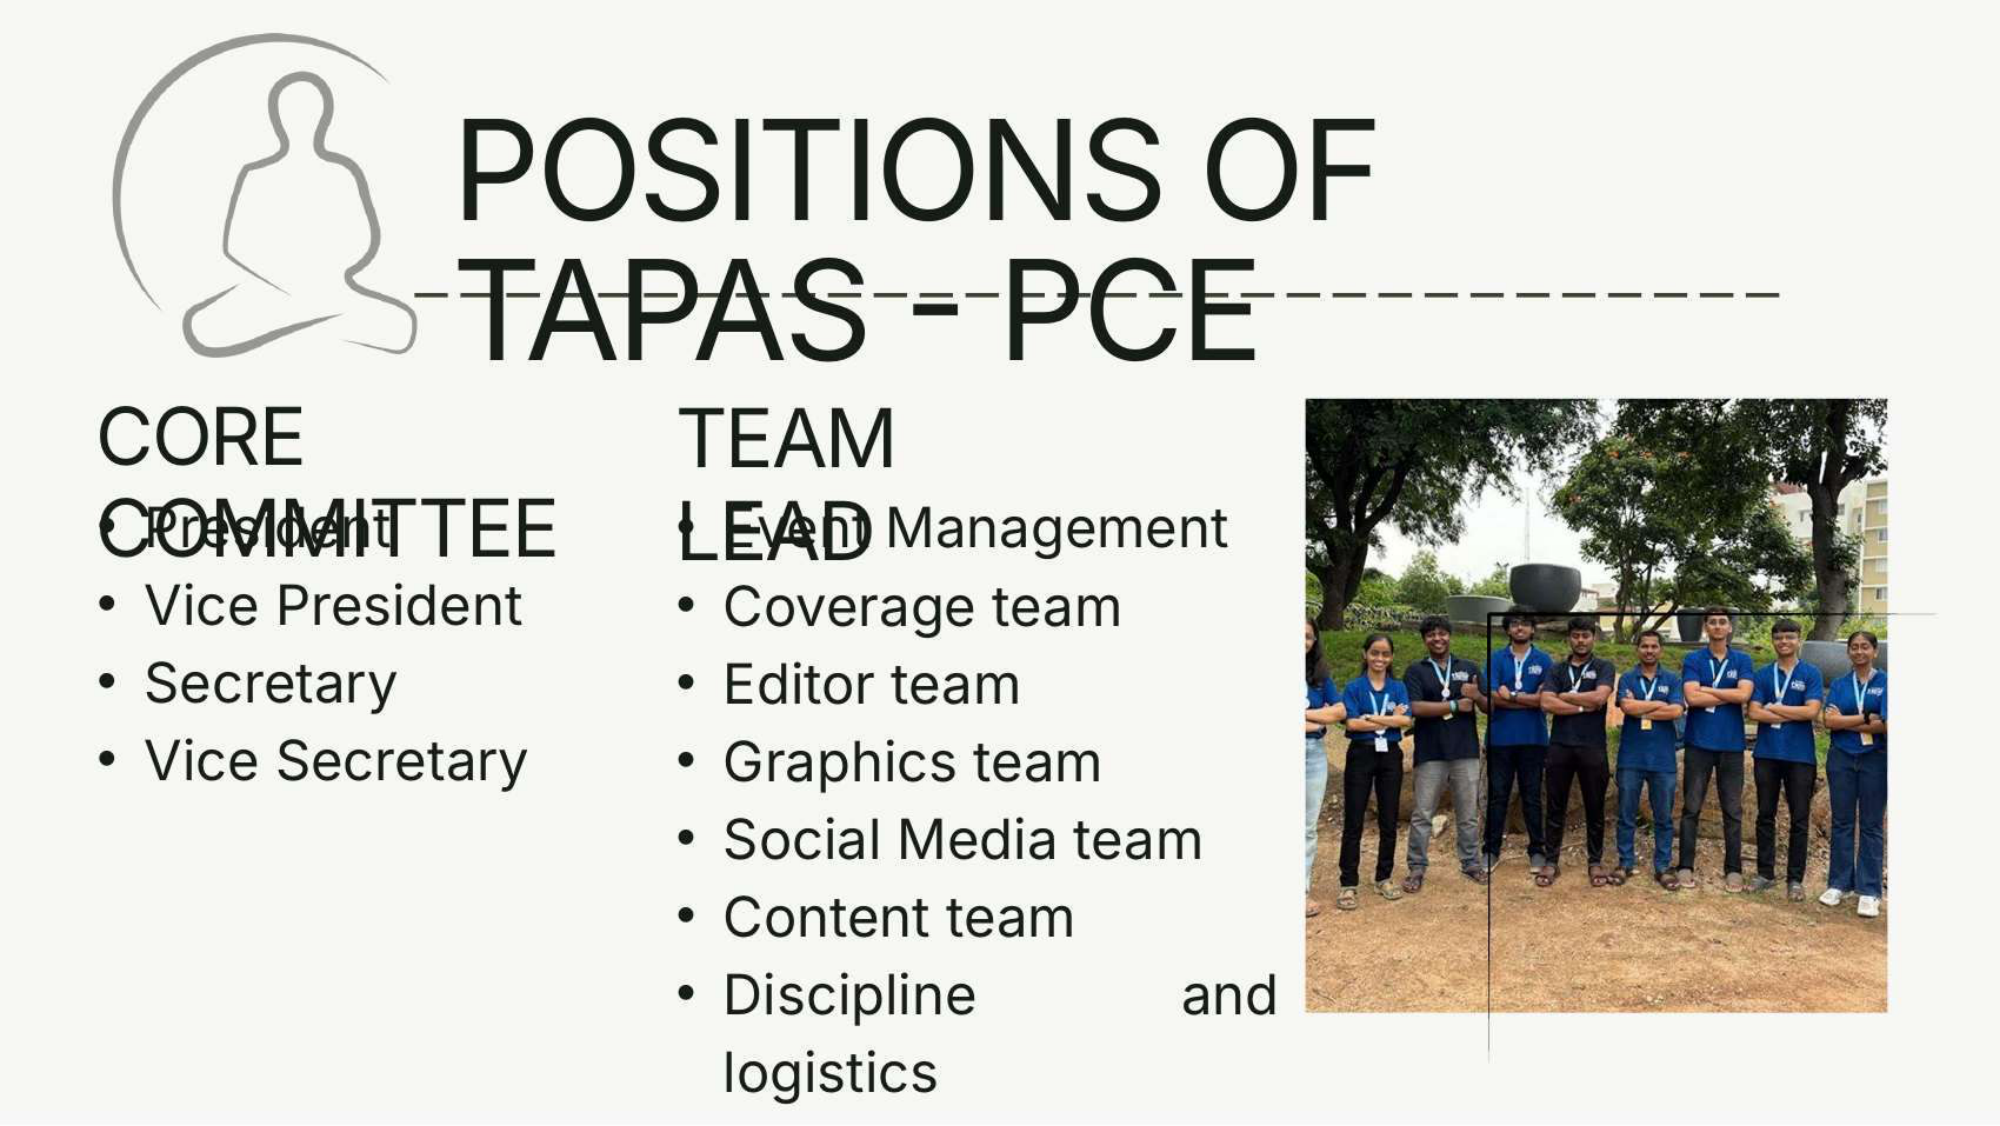 POSITIONS OF
TAPAS - PCE
CORE
COMMITTEE
• President
• Vice President
• Secretary
• Vice Secretary
TEAM
LEAD
• Event Management
• Coverage team
• Editor team
• Graphics team
• Social Media team
• Content team
• Discipline and
logistics